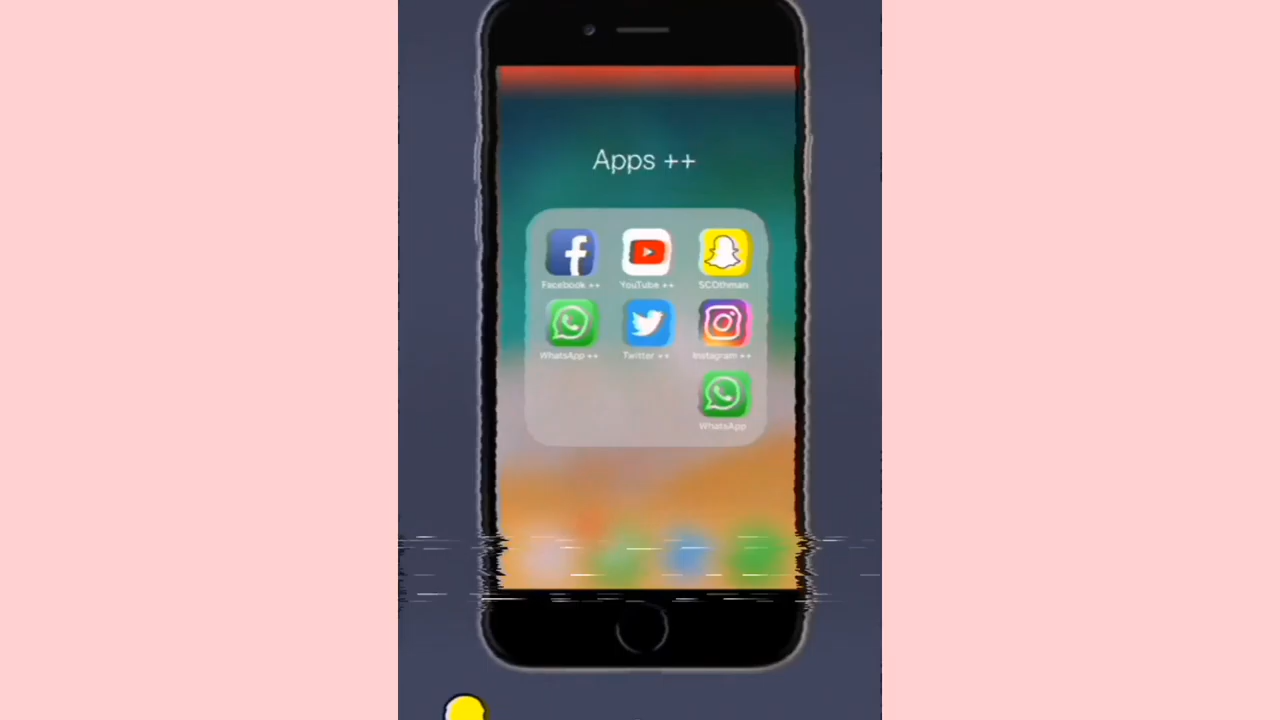 Apps ++
Facebook ++ YouTube ++ SCOthman
WhatsApp ++ Twitter ++ Instagram ++
WhatsApp